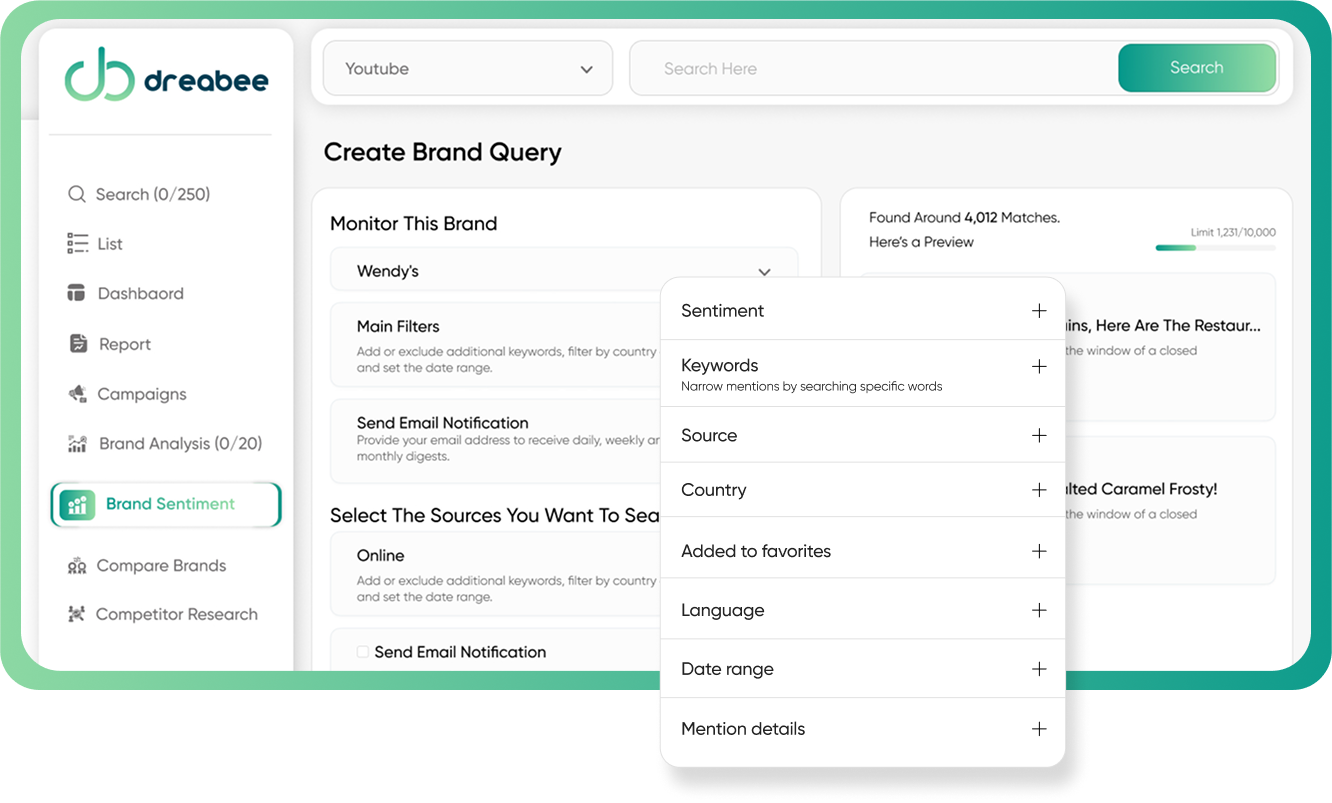 dreabee
Youtube
Search Here
Search
Create Brand Query
Search (0/250)
List
Dashbaord
Report
Campaigns
Brand Analysis (0/20)
Brand Sentiment
Compare Brands
Competitor Research
Monitor This Brand
Wendy's
Main Filters
Add or exclude additional keywords, filter by country
and set the date range.
Send Email Notification
Provide your email address to receive daily, weekly
monthly digests.
Select The Sources You Want To
Online
Add or exclude additional keywords, filter by country
and set the date range.
Send Email Notification
Sentiment
Keywords
Narrow mentions by searching specific words
Source
Country
Added to favorites
Language
Date range
Mention details
Found Around 4,012 Matches.
Here's a Preview
Limit 1,231/10,000
Here Are The Restaur...
the window of a closed
Caramel Frosty!
the window of a closed